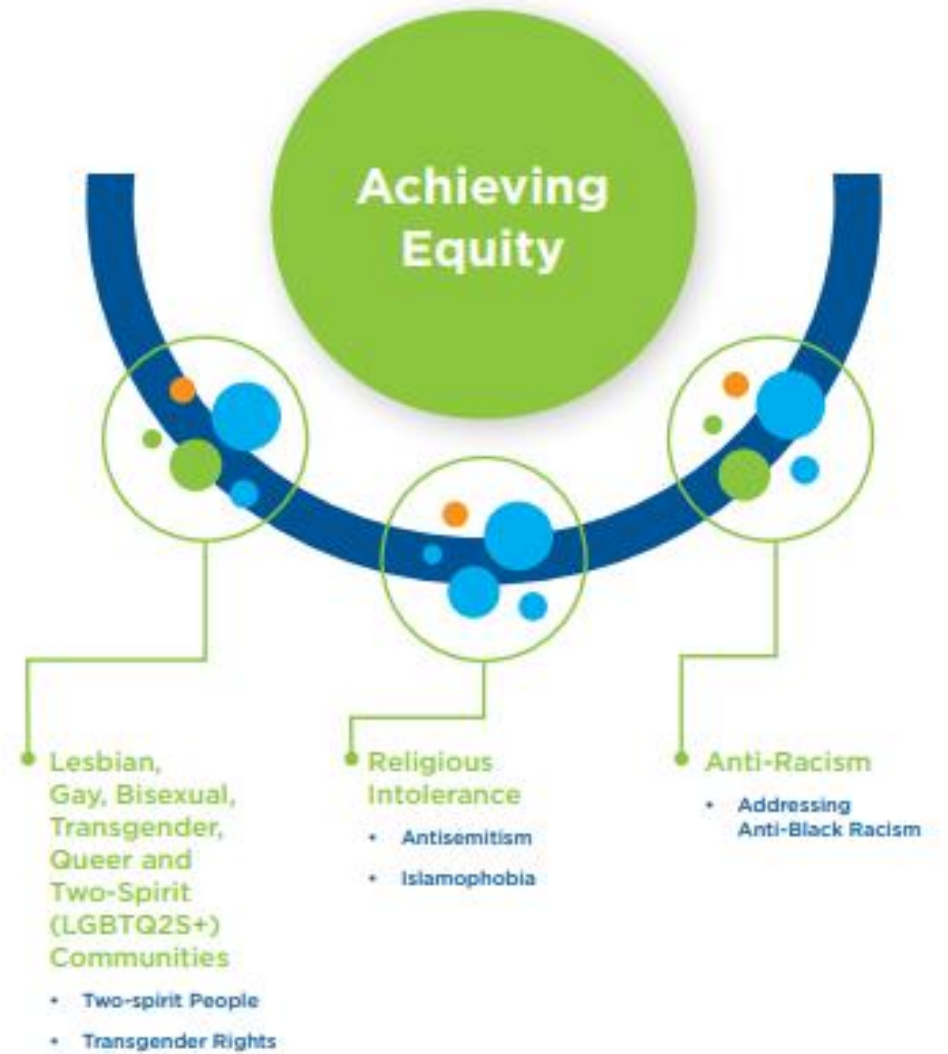 Achieving
Equity
Lesbian,
Gay, Bisexual,
Transgender,
Queer and
Two-Spirit
(LGBTQ2S+)
Communities
• Two-spirit People
• Transgender Rights
Religious
Intolerance
• Antisemitism
• Islamophobia
Anti-Racism
• Addressing
Anti-Black Racism